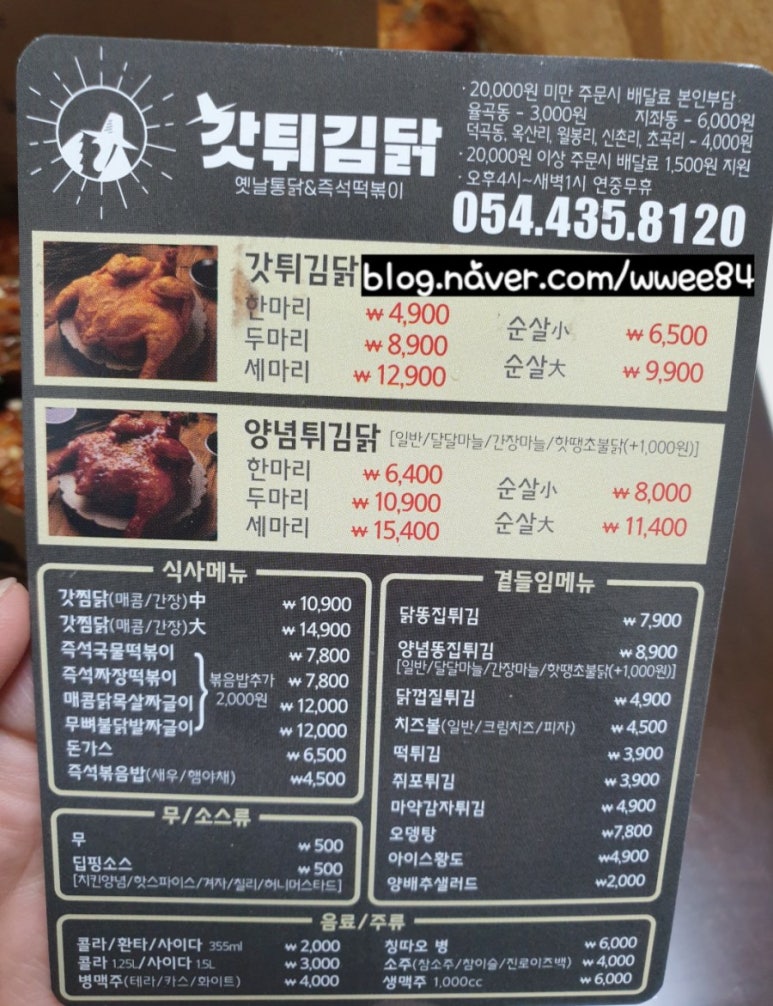 갓튀김닭
옛날통닭&즉석떡볶이
· 20,000원 미만 주문시 배달료 본인부담
율곡동 - 3,000원 지좌동 - 6,000원
덕곡동, 옥산리, 월봉리, 신촌리, 초곡리 - 4,000원
· 20,000원 이상 주문시 배달료 1,500원 지원
· 오후4시~새벽1시 연중무휴
054.435.8120
갓튀김닭
blog.naver.com/wwee84
한마리 ₩4,900
두마리 ₩8,900
세마리 ₩12,900
순살小 ₩6,500
순살大 ₩9,900
양념튀김닭 [일반/달달마늘/간장마늘/핫땡초불닭(+1,000원)]
한마리 ₩6,400
두마리 ₩10,900
세마리 ₩15,400
순살小 ₩8,000
순살大 ₩11,400
식사메뉴
갓찜닭(매콤/간장)中 ₩10,900
갓찜닭(매콤/간장)大 ₩14,900
즉석국물떡볶이 ₩7,800
즉석짜장떡볶이 ₩7,800
매콤닭목살짜글이 ₩12,000
무뼈불닭발짜글이 ₩12,000
볶음밥추가
2,000원
돈가스 ₩6,500
즉석볶음밥(새우/햄야채) ₩4,500
무/소스류
무 ₩500
딥핑소스 ₩500
[치킨양념/핫스파이스/겨자/칠리/허니머스타드]
곁들임메뉴
닭똥집튀김 ₩7,900
양념똥집튀김 ₩8,900
[일반/달달마늘/간장마늘/핫땡초불닭(+1,000원)]
닭껍질튀김 ₩4,900
치즈볼(일반/크림치즈/피자) ₩4,500
떡튀김 ₩3,900
쥐포튀김 ₩3,900
마약감자튀김 ₩4,900
오뎅탕 ₩7,800
아이스황도 ₩4,900
양배추샐러드 ₩2,000
음료/주류
콜라/환타/사이다 355ml ₩2,000
콜라 1.25L/사이다 1.5L ₩3,000
병맥주(테라/카스/화이트) ₩4,000
칭따오 병 ₩6,000
소주(참소주/참이슬/진로이즈백) ₩4,000
생맥주 1,000cc ₩6,000